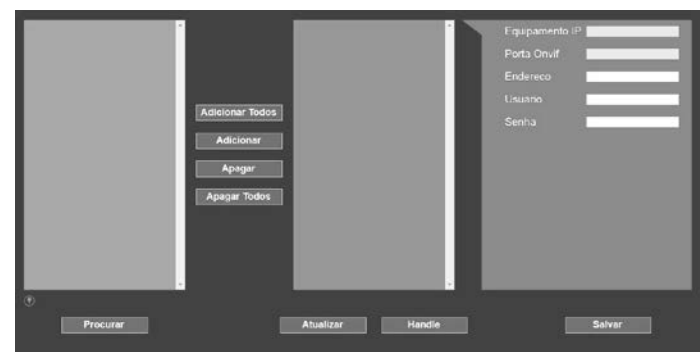 Equipamento IP
Porta Onvif
Endereco
Usuario
Senha
Adicionar Todos
Adicionar
Apagar
Apagar Todos
Procurar
Atualizar
Handle
Salvar